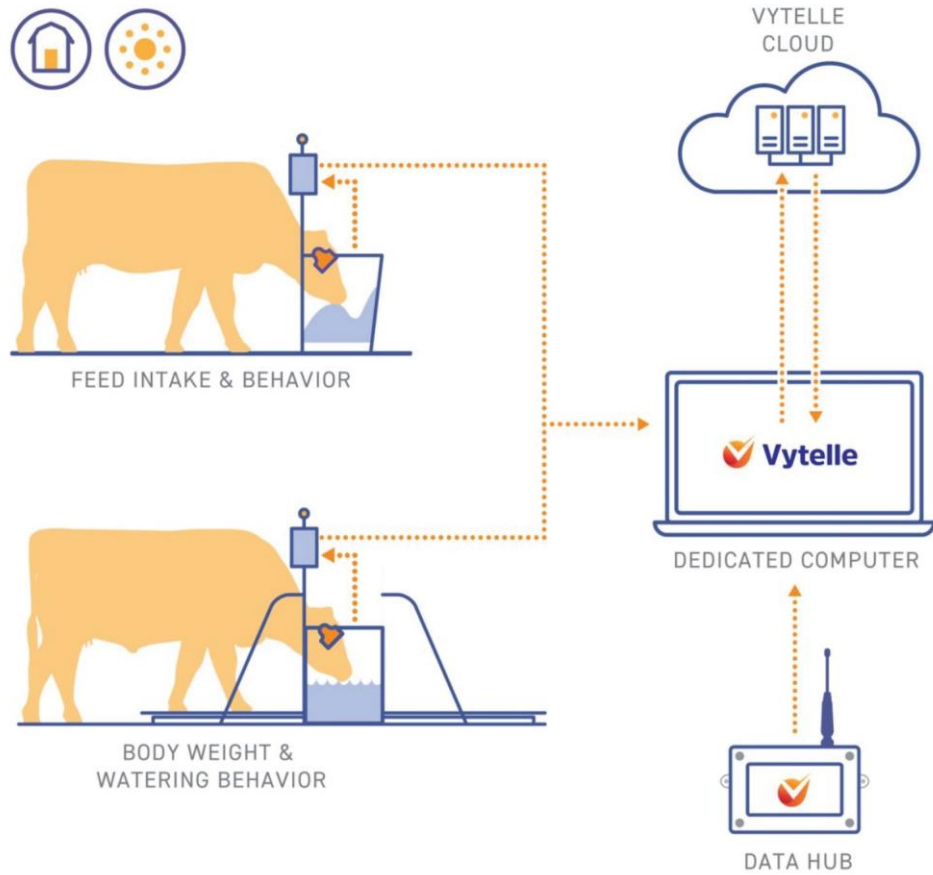 VYTELLE
CLOUD
FEED INTAKE & BEHAVIOR
Vytelle
DEDICATED COMPUTER
BODY WEIGHT &
WATERING BEHAVIOR
DATA HUB